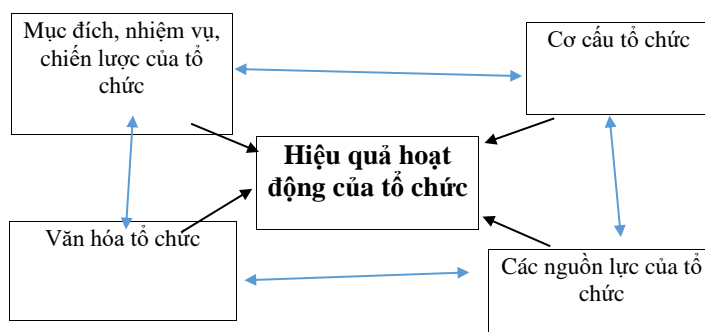 Mục đích, nhiệm vụ,
chiến lược của tổ
chức
Cơ cấu tổ chức
Hiệu quả hoạt
động của tổ chức
Văn hóa tổ chức
Các nguồn lực của tổ
chức